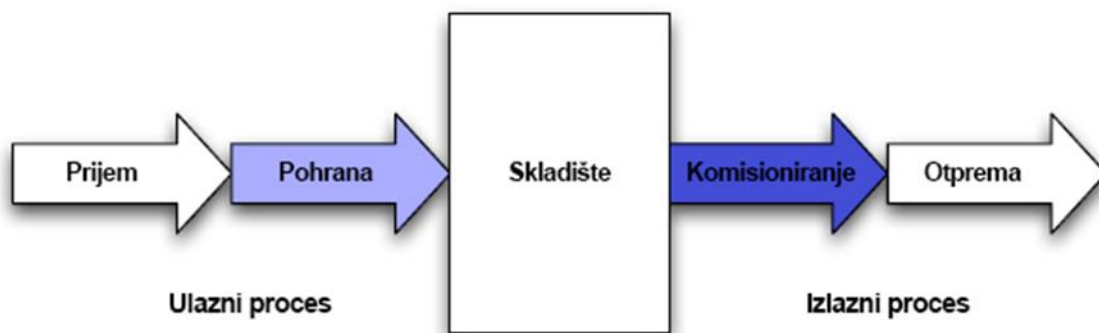 Prijem
Pohrana
Skladište
Komisioniranje
Otprema
Ulazni proces
Izlazni proces